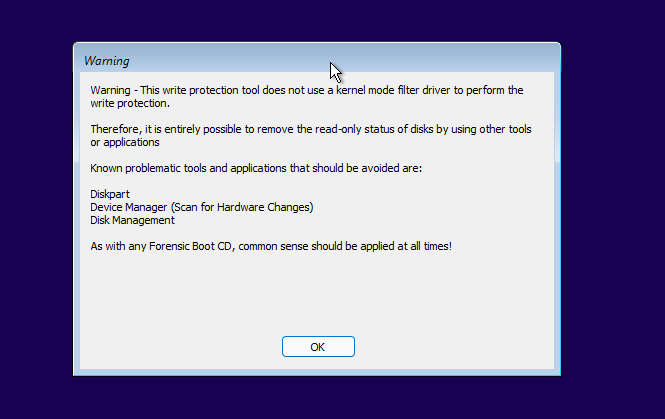 Warning
Warning - This write protection tool does not use a kernel mode filter driver to perform the
write protection.
Therefore, it is entirely possible to remove the read-only status of disks by using other tools
or applications
Known problematic tools and applications that should be avoided are:
Diskpart
Device Manager (Scan for Hardware Changes)
Disk Management
As with any Forensic Boot CD, common sense should be applied at all times!
OK